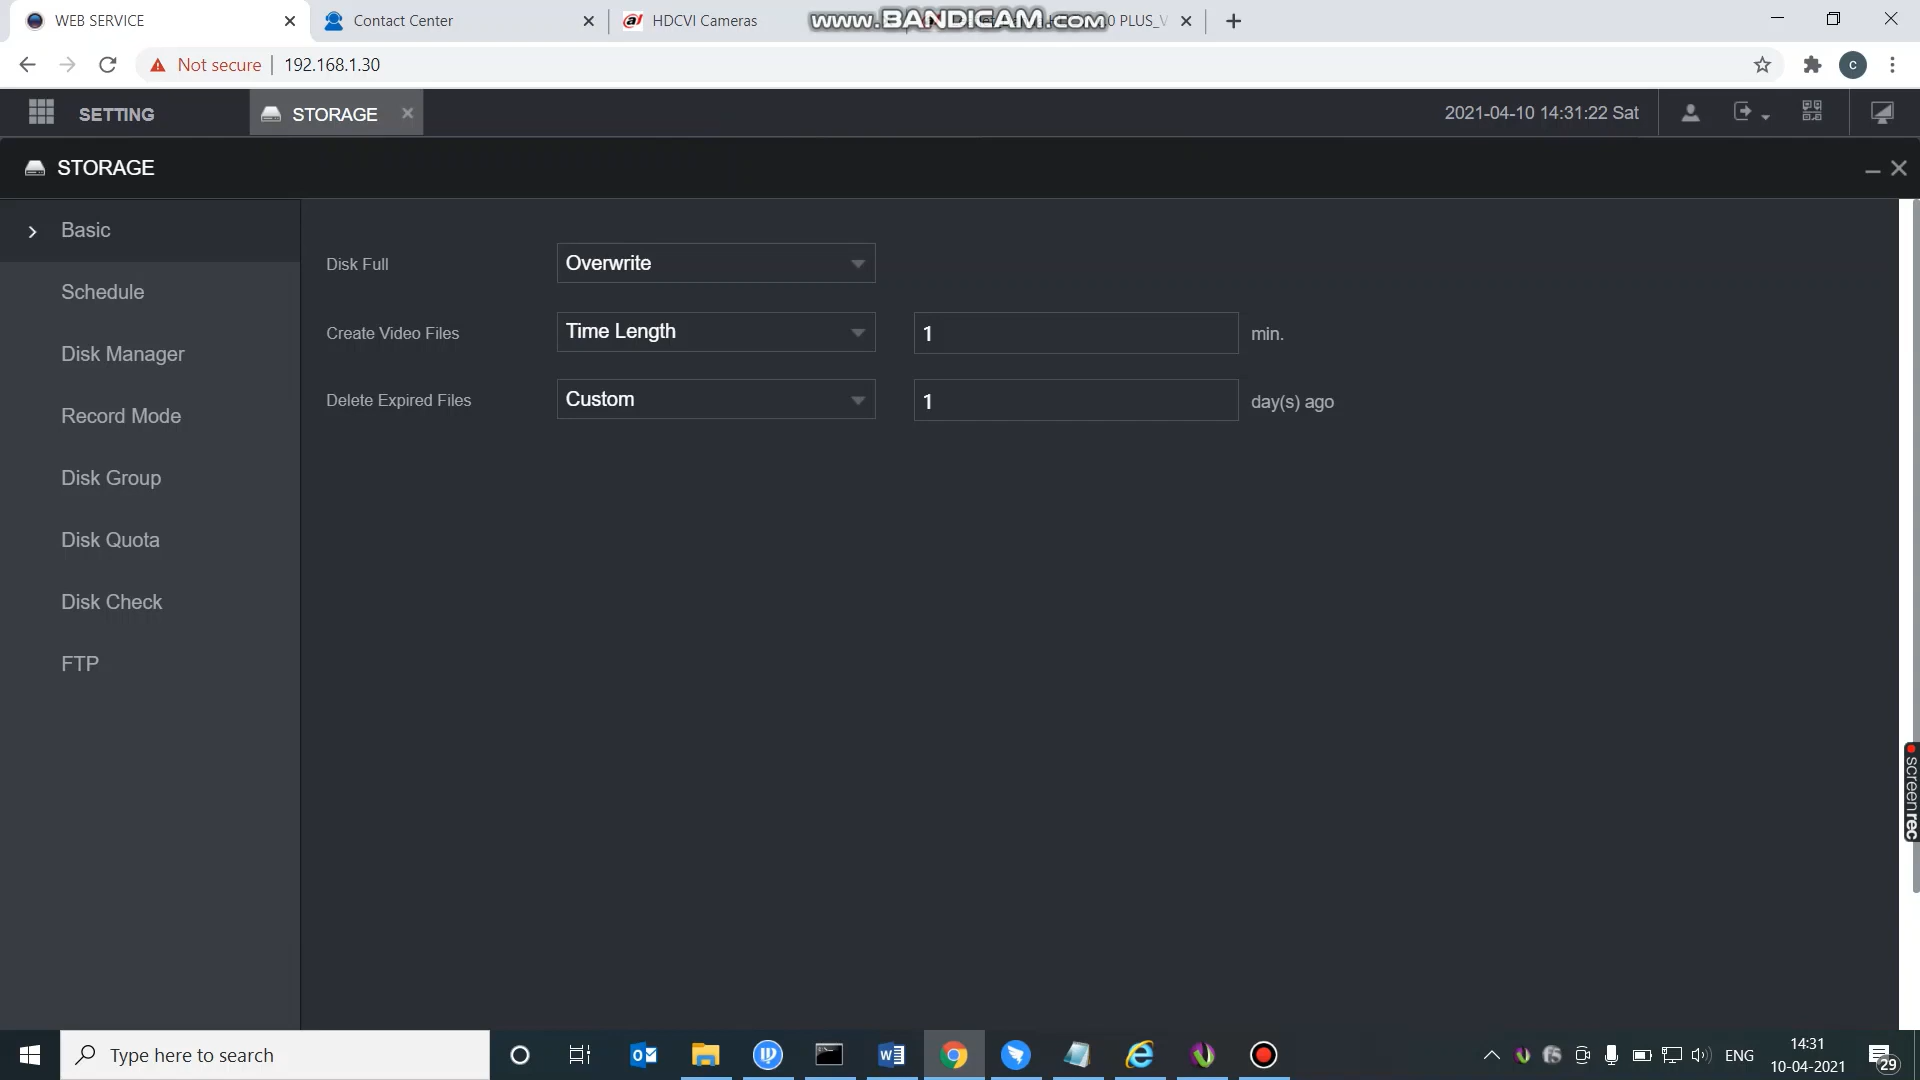 WEB SERVICE
Contact Center
HDCVI Cameras
www.BANDICAM.com
0 PLUS_V
Not secure
192.168.1.30
SETTING
STORAGE
2021-04-10 14:31:22 Sat
STORAGE
Basic
Schedule
Disk Manager
Record Mode
Disk Group
Disk Quota
Disk Check
FTP
Disk Full
Overwrite
Create Video Files
Time Length
1
min.
Delete Expired Files
Custom
1
day(s) ago
screenrec
Type here to search
ENG
14:31
10-04-2021
29